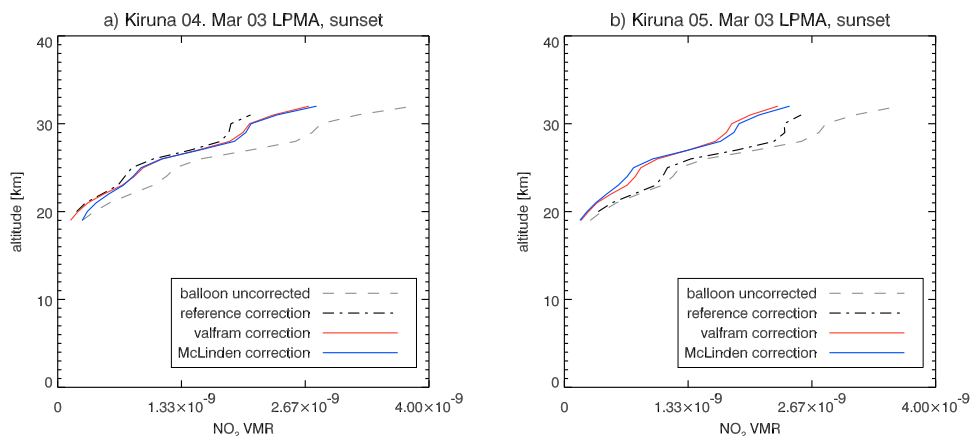 a) Kiruna 04. Mar 03 LPMA, sunset
40
30
20
10
0
altitude [km]
balloon uncorrected
reference correction
valfram correction
McLinden correction
0
1.33×10⁻⁹
2.67×10⁻⁹
4.00×10⁻⁹
NO₂ VMR
b) Kiruna 05. Mar 03 LPMA, sunset
40
30
20
10
0
altitude [km]
balloon uncorrected
reference correction
valfram correction
McLinden correction
0
1.33×10⁻⁹
2.67×10⁻⁹
4.00×10⁻⁹
NO₂ VMR